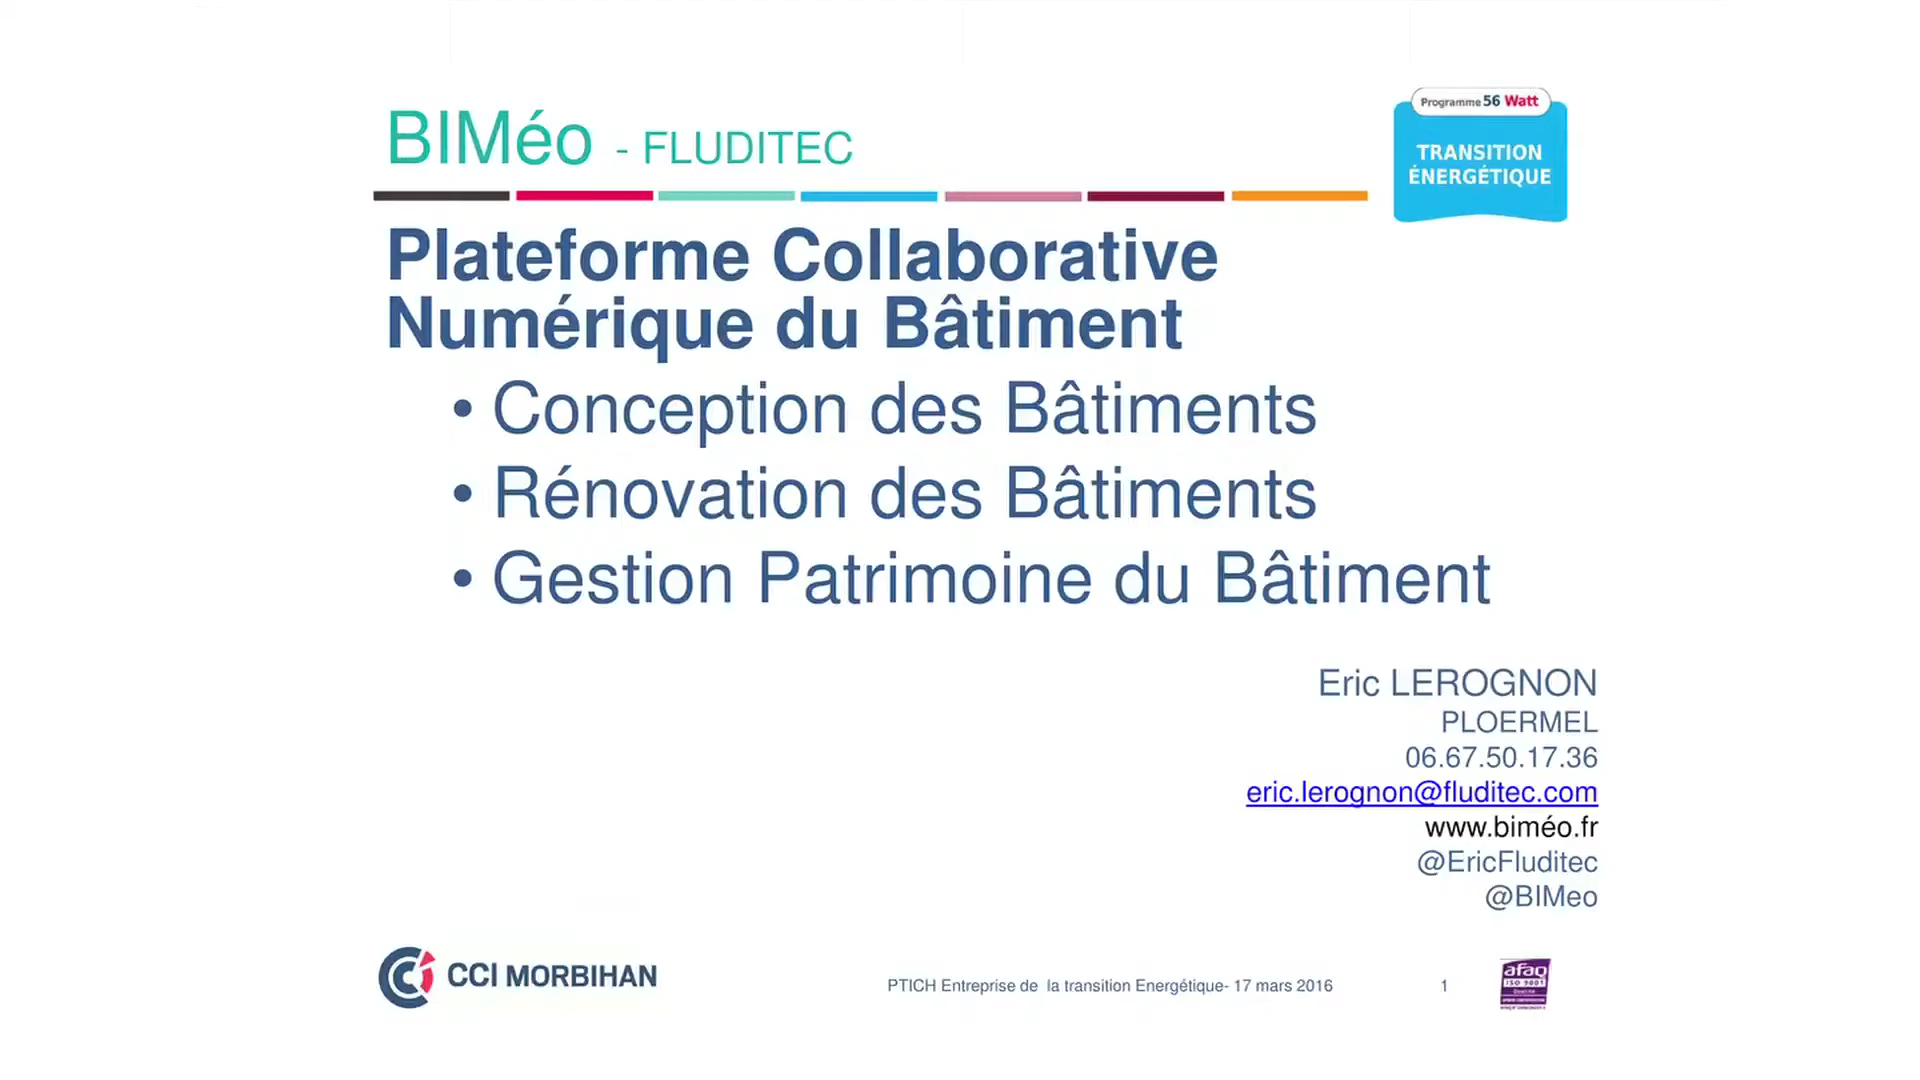 BIMéo - FLUDITEC
Programme 56 Watt
TRANSITION
ÉNERGÉTIQUE
Plateforme Collaborative
Numérique du Bâtiment
• Conception des Bâtiments
• Rénovation des Bâtiments
• Gestion Patrimoine du Bâtiment
Eric LEROGNON
PLOERMEL
06.67.50.17.36
eric.lerognon@fluditec.com
www.biméo.fr
@EricFluditec
@BIMeo
CCI MORBIHAN
PTICH Entreprise de la transition Energétique- 17 mars 2016
1
afaq
ISO 9001